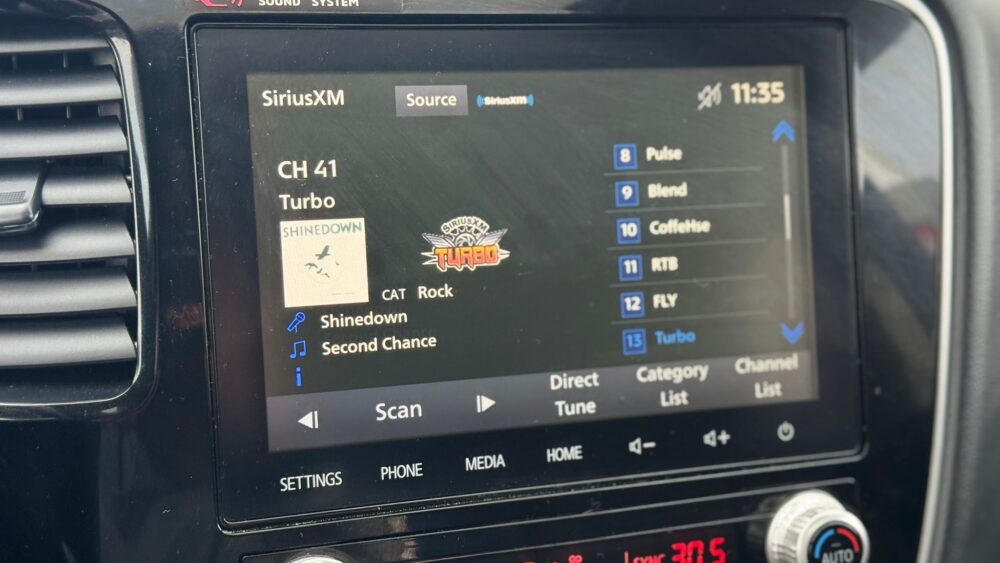 SOUND SYSTEM
SiriusXM
Source
SiriusXM
11:35
CH 41
Turbo
SHINEDOWN
SIRIUSXM
TURBO
CAT Rock
Shinedown
Second Chance
8 Pulse
9 Blend
10 CoffeHse
11 RTB
12 FLY
13 Turbo
Scan
Direct
Tune
Category
List
Channel
List
SETTINGS
PHONE
MEDIA
HOME
SYNC 30.5
AUTO